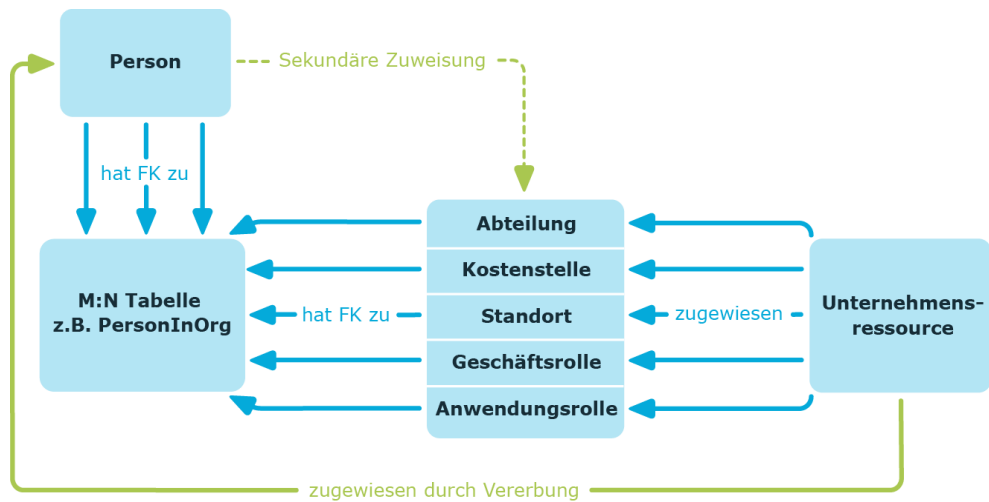 Person
Sekundäre Zuweisung
hat FK zu
Abteilung
Kostenstelle
Standort
Geschäftsrolle
Anwendungsrolle
M:N Tabelle
z.B. PersonInOrg
hat FK zu
zugewiesen
Unternehmens-
ressource
zugewiesen durch Vererbung